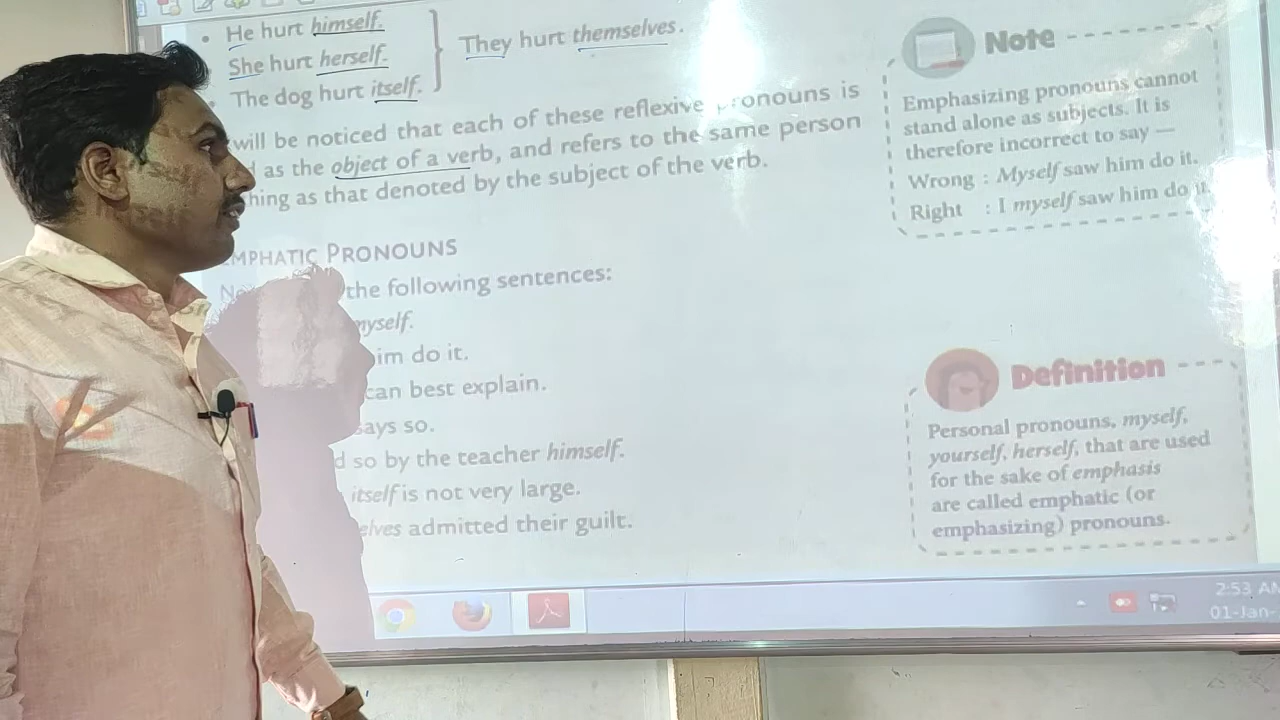 He hurt himself.
She hurt herself.
The dog hurt itself.
They hurt themselves.
will be noticed that each of these reflexive pronouns is
as the object of a verb, and refers to the same person
hing as that denoted by the subject of the verb.
MPHATIC PRONOUNS
the following sentences:
myself.
im do it.
can best explain.
says so.
d so by the teacher himself.
itself is not very large.
elves admitted their guilt.
Note
Emphasizing pronouns cannot
stand alone as subjects. It is
therefore incorrect to say —
Wrong : Myself saw him do it.
Right : I myself saw him do it.
Definition
Personal pronouns, myself,
yourself, herself, that are used
for the sake of emphasis
are called emphatic (or
emphasizing) pronouns.
2:53 AM
01-Jan-